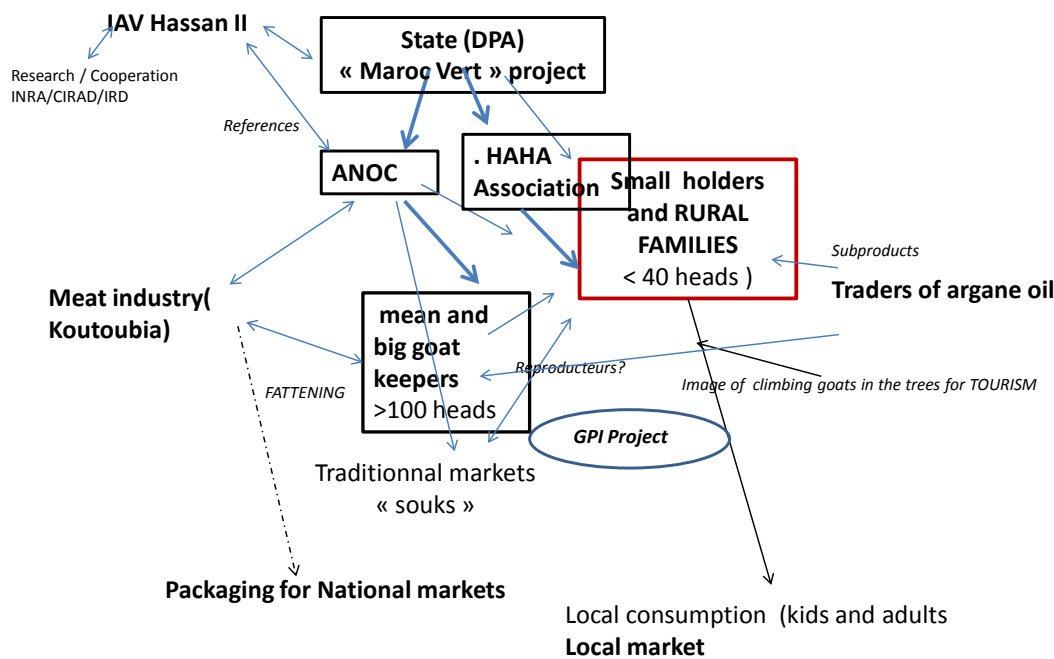 IAV Hassan II
State (DPA)
« Maroc Vert » project
Research / Cooperation
INRA/CIRAD/IRD
References
ANOC
. HAHA
Association
Small holders
and RURAL
FAMILIES
< 40 heads )
Subproducts
Traders of argane oil
Meat industry(
Koutoubia)
mean and
big goat
keepers
>100 heads
Reproducteurs?
FATTENING
Image of climbing goats in the trees for TOURISM
GPI Project
Traditionnal markets
« souks »
Packaging for National markets
Local consumption (kids and adults
Local market